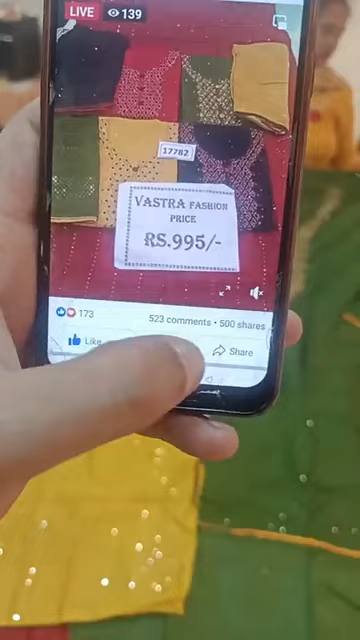 LIVE 139
17782
VASTRA FASHION
PRICE
RS.995/-
173
523 comments • 500 shares
Like
Share